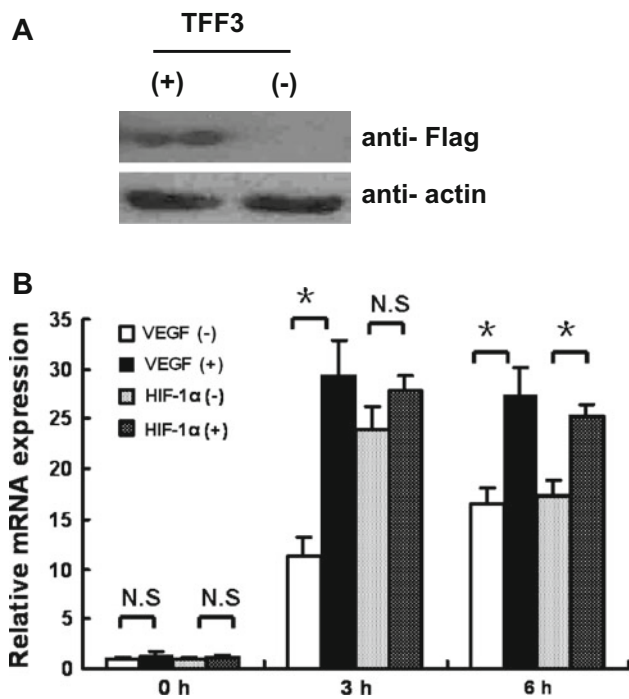 A
TFF3
(+) (-)
anti- Flag
anti- actin
B
Relative mRNA expression
35
30
25
20
15
10
5
0
VEGF (-)
VEGF (+)
HIF-1α (-)
HIF-1α (+)
N.S N.S
* N.S
* *
0 h 3 h 6 h